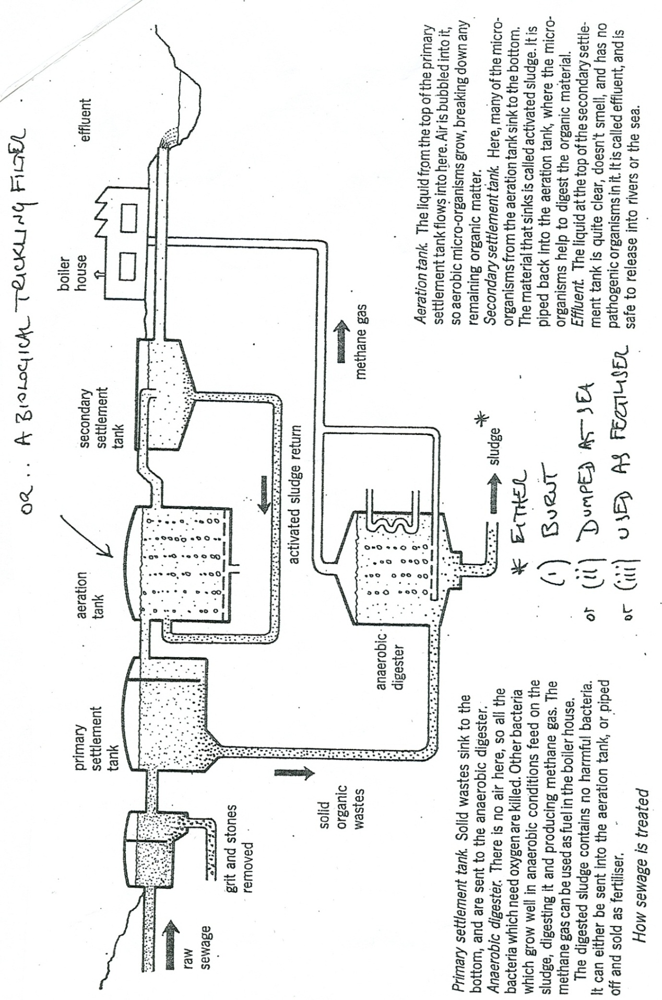 OR.. A BIOLOGICAL TRICKLING FILTER.
effluent
boiler
house
secondary
settlement
tank
aeration
tank
primary
settlement
tank
grit and stones
removed
raw
sewage
solid
organic
wastes
activated sludge return
anaerobic
digester
methane gas
sludge *
* EITHER
(i) BURNT
or (ii) DUMPED AT SEA
or (iii) USED AS FERTILISER
Primary settlement tank. Solid wastes sink to the
bottom, and are sent to the anaerobic digester.
Anaerobic digester. There is no air here, so all the
bacteria which need oxygen are killed. Other bacteria
which grow well in anaerobic conditions feed on the
sludge, digesting it and producing methane gas. The
methane gas can be used as fuel in the boiler house.
The digested sludge contains no harmful bacteria.
It can either be sent into the aeration tank, or piped
off and sold as fertiliser.
Aeration tank. The liquid from the top of the primary
settlement tank flows into here. Air is bubbled into it,
so aerobic micro-organisms grow, breaking down any
remaining organic matter.
Secondary settlement tank. Here, many of the micro-
organisms from the aeration tank sink to the bottom.
The material that sinks is called activated sludge. It is
piped back into the aeration tank, where the micro-
organisms help to digest the organic material.
Effluent. The liquid at the top of the secondary settle-
ment tank is quite clear, doesn't smell, and has no
pathogenic organisms in it. It is called effluent, and is
safe to release into rivers or the sea.
How sewage is treated